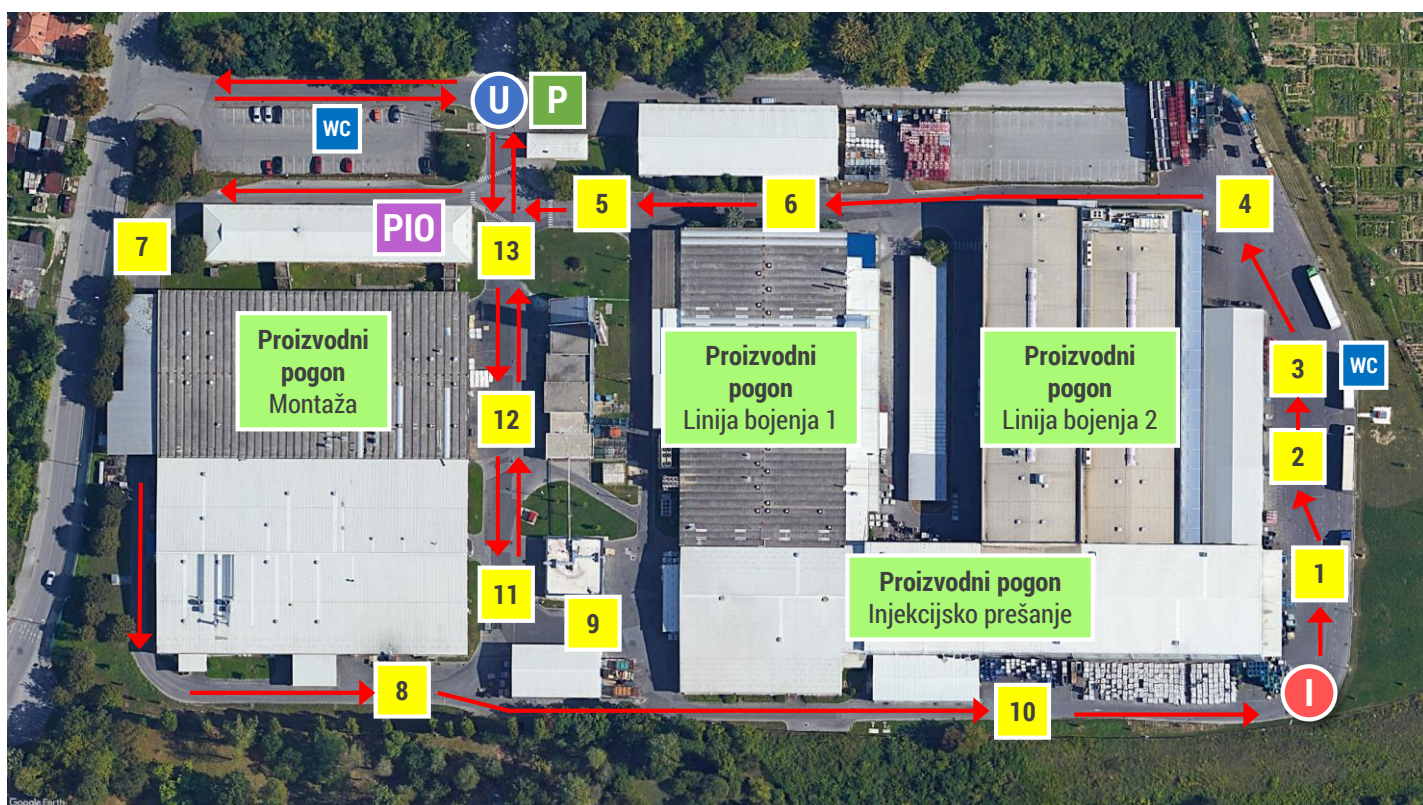 U
P
WC
5
6
4
PIO
7
13
Proizvodni
pogon
Montaža
Proizvodni
pogon
Linija bojenja 1
Proizvodni
pogon
Linija bojenja 2
3
WC
12
2
1
11
9
Proizvodni pogon
Injekcijsko prešanje
8
10
I
Google Earth